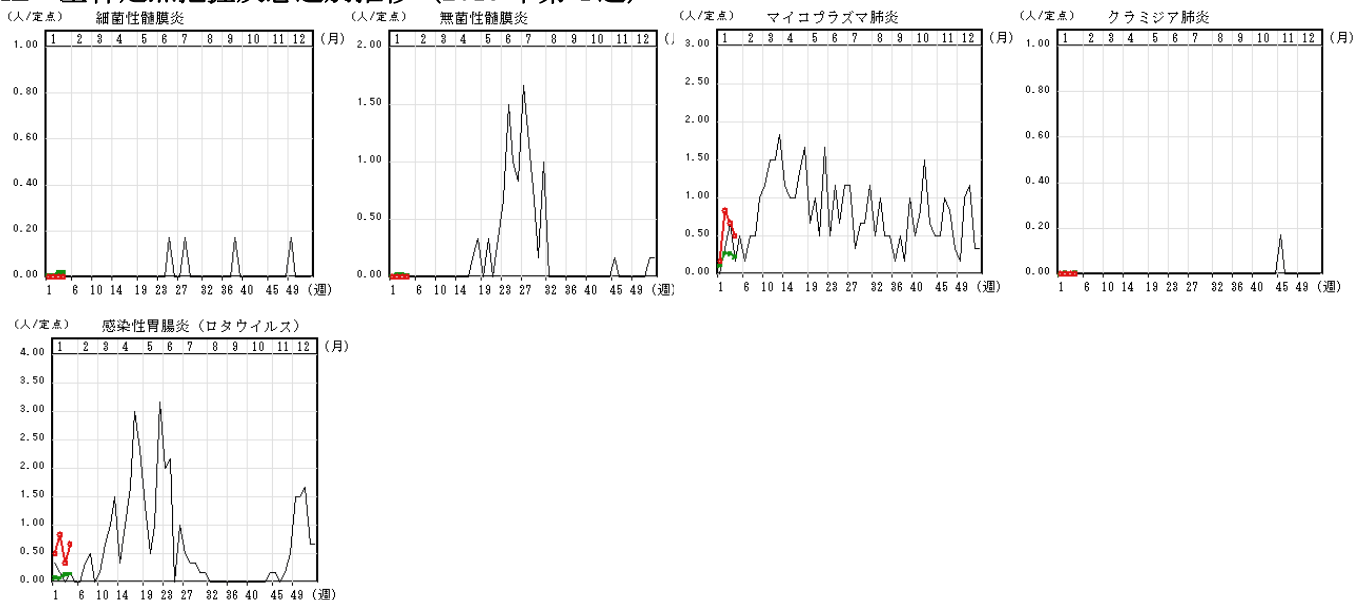 (人/定点) 細菌性髄膜炎
1.00 1 2 3 4 5 6 7 8 9 10 11 12 (月)
0.80
0.60
0.40
0.20
0.00
1 6 10 14 19 23 27 32 36 40 45 49 (週)
(人/定点) 無菌性髄膜炎
2.00 1 2 3 4 5 6 7 8 9 10 11 12
1.50
1.00
0.50
0.00
1 6 10 14 19 23 27 32 36 40 45 49 (週)
(人/定点) マイコプラズマ肺炎
3.00 1 2 3 4 5 6 7 8 9 10 11 12 (月)
2.50
2.00
1.50
1.00
0.50
0.00
1 6 10 14 19 23 27 32 36 40 45 49 (週)
(人/定点) クラミジア肺炎
1.00 1 2 3 4 5 6 7 8 9 10 11 12 (月)
0.80
0.60
0.40
0.20
0.00
1 6 10 14 19 23 27 32 36 40 45 49 (週)
(人/定点) 感染性胃腸炎 (ロタウイルス)
4.00 1 2 3 4 5 6 7 8 9 10 11 12 (月)
3.50
3.00
2.50
2.00
1.50
1.00
0.50
0.00
1 6 10 14 19 23 27 32 36 40 45 49 (週)